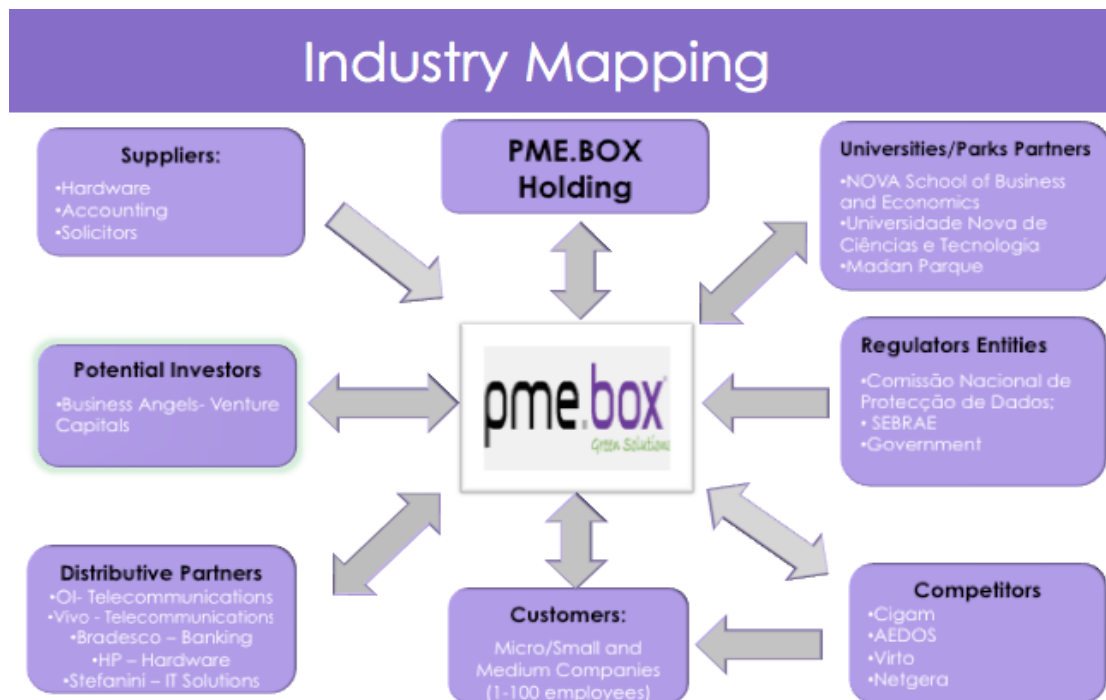 Industry Mapping
Suppliers:
•Hardware
•Accounting
•Solicitors
PME.BOX
Holding
Universities/Parks Partners
•NOVA School of Business
and Economics
•Universidade Nova de
Ciências e Tecnologia
•Madan Parque
Potential Investors
•Business Angels- Venture
Capitals
pme.box
Green Solutions
Regulators Entities
•Comissão Nacional de
Protecção de Dados;
• SEBRAE
•Government
Distributive Partners
•OI- Telecommunications
•Vivo - Telecommunications
•Bradesco – Banking
•HP – Hardware
•Stefanini – IT Solutions
Customers:
Micro/Small and
Medium Companies
(1-100 employees)
Competitors
•Cigam
•AEDOS
•Virto
•Netgera